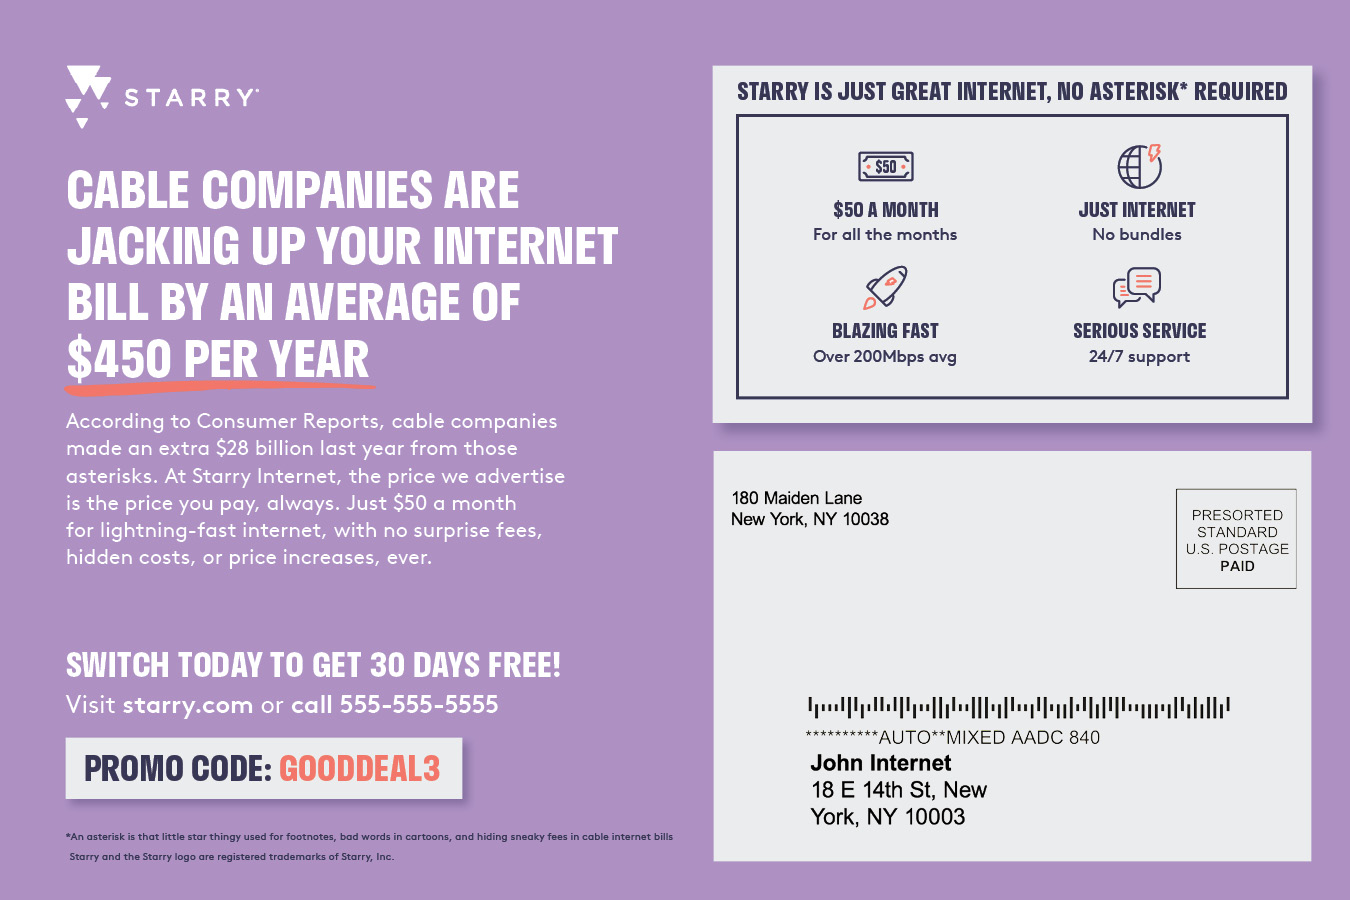 STARRY
CABLE COMPANIES ARE
JACKING UP YOUR INTERNET
BILL BY AN AVERAGE OF
$450 PER YEAR
According to Consumer Reports, cable companies
made an extra $28 billion last year from those
asterisks. At Starry Internet, the price we advertise
is the price you pay, always. Just $50 a month
for lightning-fast internet, with no surprise fees,
hidden costs, or price increases, ever.
SWITCH TODAY TO GET 30 DAYS FREE!
Visit starry.com or call 555-555-5555
PROMO CODE: GOODDEAL3
*An asterisk is that little star thingy used for footnotes, bad words in cartoons, and hiding sneaky fees in cable internet bills
Starry and the Starry logo are registered trademarks of Starry, Inc.
STARRY IS JUST GREAT INTERNET, NO ASTERISK* REQUIRED
$50
$50 A MONTH
For all the months
JUST INTERNET
No bundles
BLAZING FAST
Over 200Mbps avg
SERIOUS SERVICE
24/7 support
180 Maiden Lane
New York, NY 10038
PRESORTED
STANDARD
U.S. POSTAGE
PAID
**********AUTO**MIXED AADC 840
John Internet
18 E 14th St, New
York, NY 10003